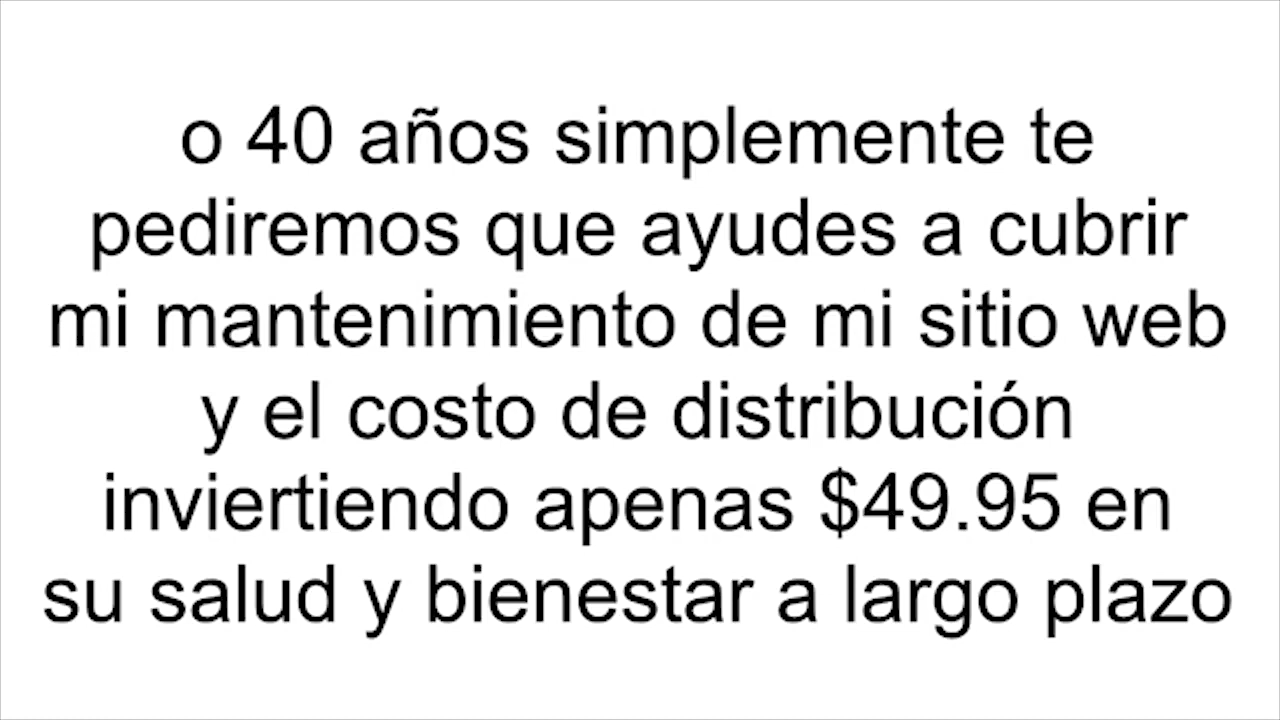 o 40 años simplemente te
pediremos que ayudes a cubrir
mi mantenimiento de mi sitio web
y el costo de distribución
inviertiendo apenas $49.95 en
su salud y bienestar a largo plazo